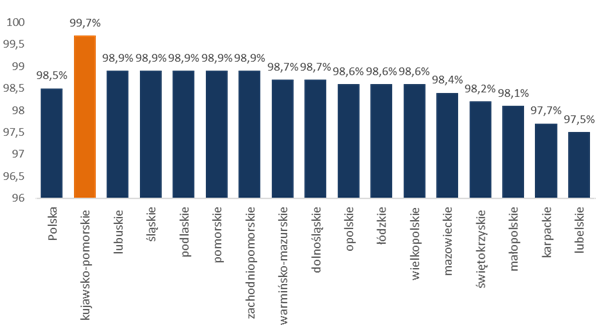 100
99,5
99
98,5
98
97,5
97
96,5
96
98,5%
99,7%
98,9%
98,9%
98,9%
98,9%
98,9%
98,7%
98,7%
98,6%
98,6%
98,6%
98,4%
98,2%
98,1%
97,7%
97,5%
Polska
kujawsko-pomorskie
lubuskie
śląskie
podlaskie
pomorskie
zachodniopomorskie
warmińsko-mazurskie
dolnośląskie
opolskie
łódzkie
wielkopolskie
mazowieckie
świętokrzyskie
małopolskie
karpackie
lubelskie